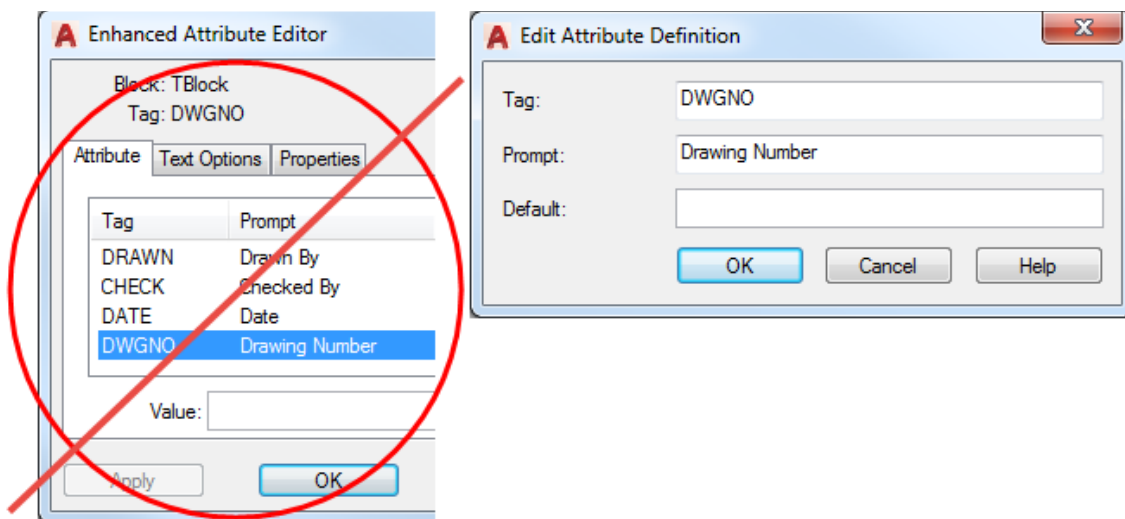 Enhanced Attribute Editor
Block: TBlock
Tag: DWGNO
Attribute Text Options Properties
Tag Prompt
DRAWN Drawn By
CHECK Checked By
DATE Date
DWGNO Drawing Number
Value:
Apply OK
Edit Attribute Definition
Tag: DWGNO
Prompt: Drawing Number
Default:
OK Cancel Help